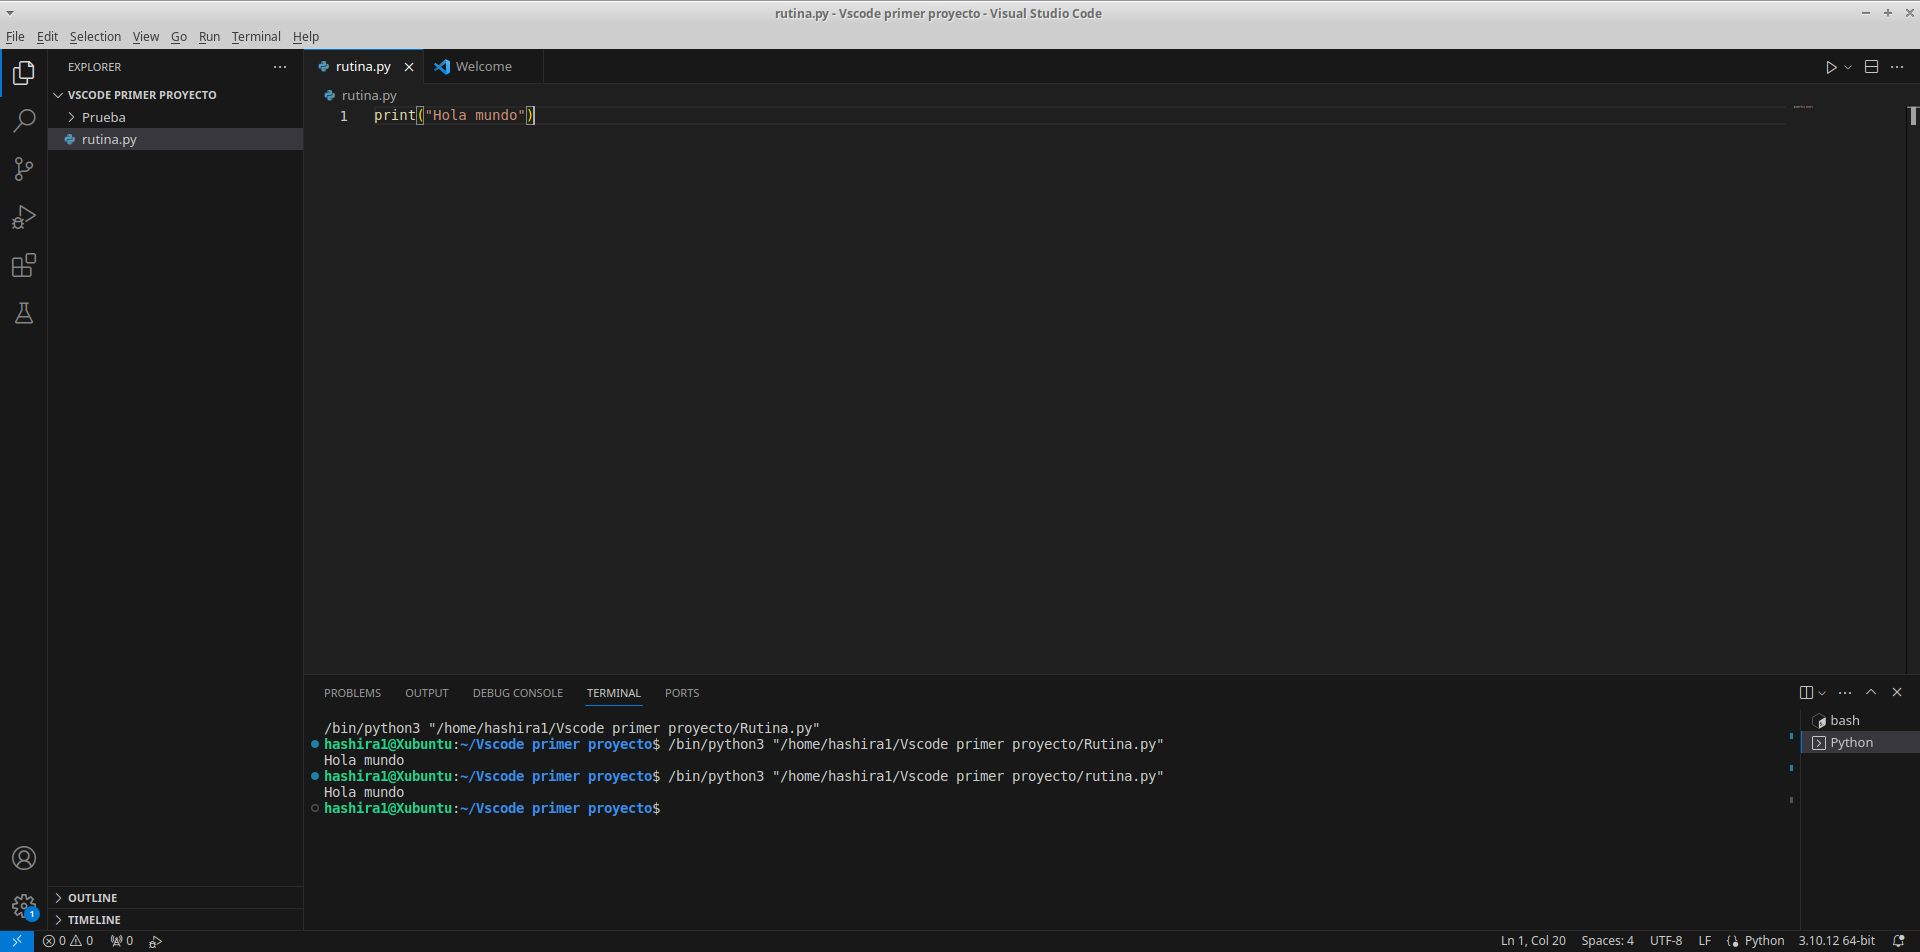 rutina.py - Vscode primer proyecto - Visual Studio Code
File Edit Selection View Go Run Terminal Help
EXPLORER
VSCODE PRIMER PROYECTO
Prueba
rutina.py
rutina.py Welcome
rutina.py
1 print("Hola mundo")
PROBLEMS OUTPUT DEBUG CONSOLE TERMINAL PORTS
/bin/python3 "/home/hashira1/Vscode primer proyecto/Rutina.py"
hashira1@Xubuntu:~/Vscode primer proyecto$ /bin/python3 "/home/hashira1/Vscode primer proyecto/Rutina.py"
Hola mundo
hashira1@Xubuntu:~/Vscode primer proyecto$ /bin/python3 "/home/hashira1/Vscode primer proyecto/rutina.py"
Hola mundo
hashira1@Xubuntu:~/Vscode primer proyecto$
bash
Python
OUTLINE
TIMELINE
1
0 0 0
Ln 1, Col 20 Spaces: 4 UTF-8 LF Python 3.10.12 64-bit